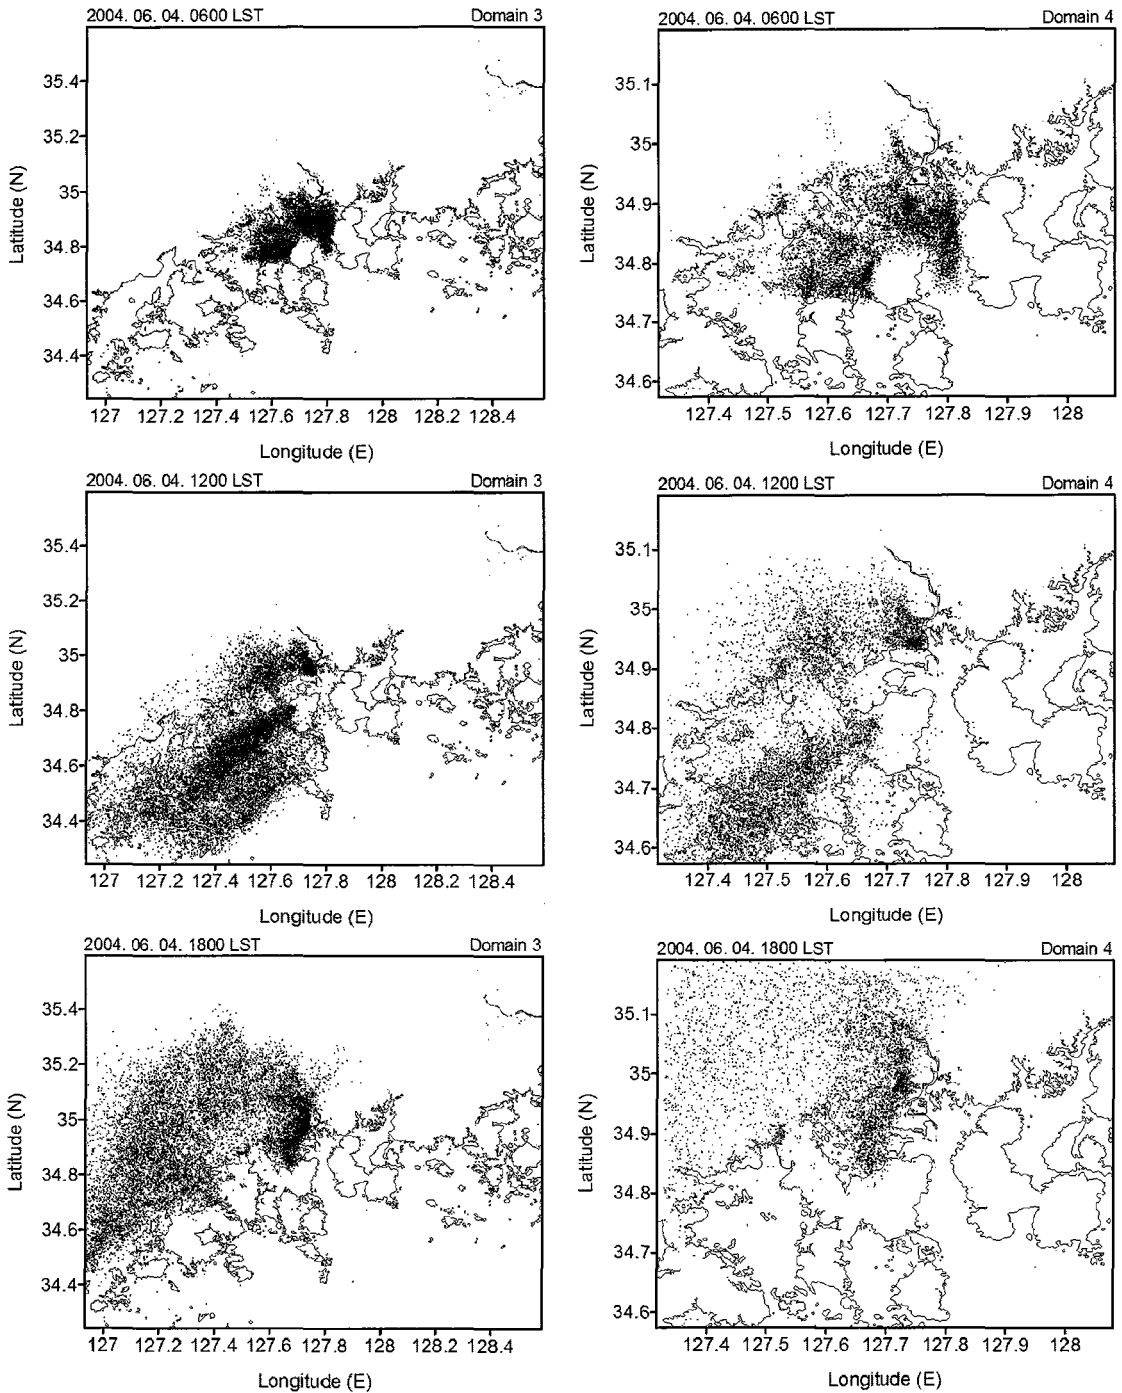 2004. 06. 04. 0600 LST Domain 3
35.4
35.2
35
34.8
34.6
34.4
Latitude (N)
127 127.2 127.4 127.6 127.8 128 128.2 128.4
Longitude (E)
2004. 06. 04. 0600 LST Domain 4
35.1
35
34.9
34.8
34.7
34.6
Latitude (N)
127.4 127.5 127.6 127.7 127.8 127.9 128
Longitude (E)
2004. 06. 04. 1200 LST Domain 3
35.4
35.2
35
34.8
34.6
34.4
Latitude (N)
127 127.2 127.4 127.6 127.8 128 128.2 128.4
Longitude (E)
2004. 06. 04. 1200 LST Domain 4
35.1
35
34.9
34.8
34.7
34.6
Latitude (N)
127.4 127.5 127.6 127.7 127.8 127.9 128
Longitude (E)
2004. 06. 04. 1800 LST Domain 3
35.4
35.2
35
34.8
34.6
34.4
Latitude (N)
127 127.2 127.4 127.6 127.8 128 128.2 128.4
Longitude (E)
2004. 06. 04. 1800 LST Domain 4
35.1
35
34.9
34.8
34.7
34.6
Latitude (N)
127.4 127.5 127.6 127.7 127.8 127.9 128
Longitude (E)